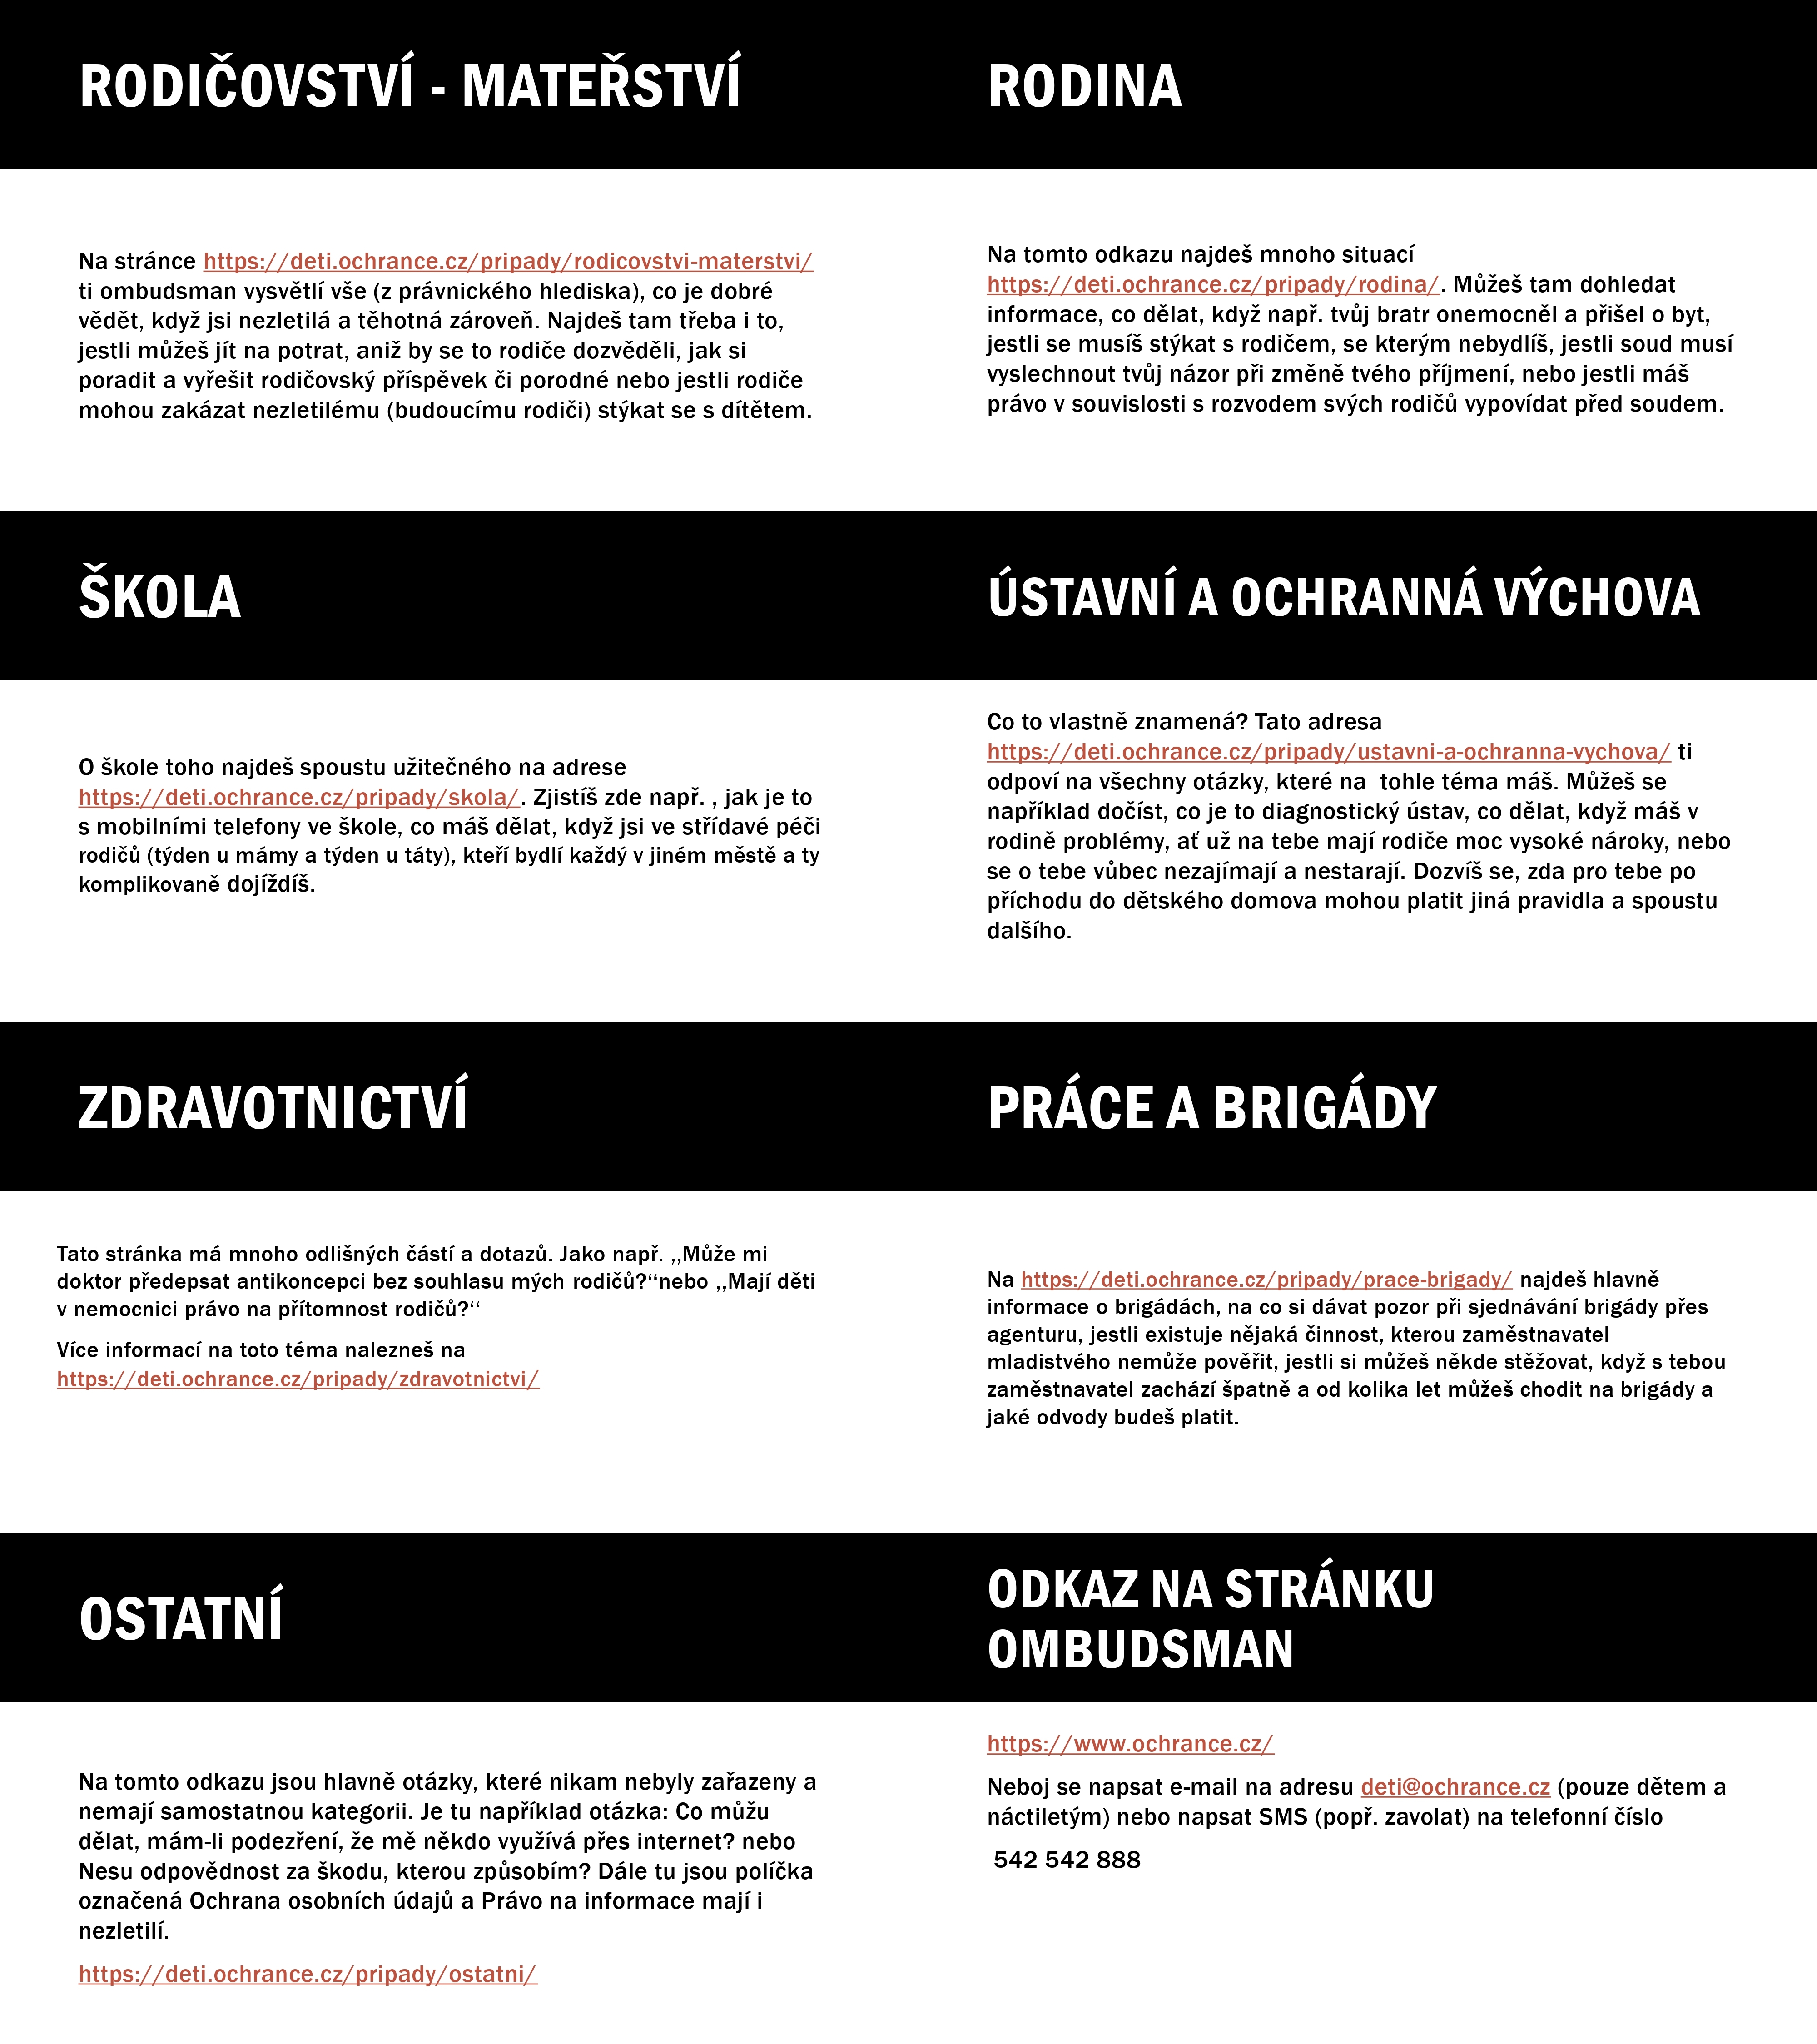 RODIČOVSTVÍ - MATEŘSTVÍ
Na stránce https://deti.ochrance.cz/pripady/rodicovstvi-materstvi/
ti ombudsman vysvětlí vše (z právnického hlediska), co je dobré
vědět, když jsi nezletilá a těhotná zároveň. Najdeš tam třeba i to,
jestli můžeš jít na potrat, aniž by se to rodiče dozvěděli, jak si
poradit a vyřešit rodičovský příspěvek či porodné nebo jestli rodiče
mohou zakázat nezletilému (budoucímu rodiči) stýkat se s dítětem.
RODINA
Na tomto odkazu najdeš mnoho situací
https://deti.ochrance.cz/pripady/rodina/. Můžeš tam dohledat
informace, co dělat, když např. tvůj bratr onemocněl a přišel o byt,
jestli se musíš stýkat s rodičem, se kterým nebydlíš, jestli soud musí
vyslechnout tvůj názor při změně tvého příjmení, nebo jestli máš
právo v souvislosti s rozvodem svých rodičů vypovídat před soudem.
ŠKOLA
O škole toho najdeš spoustu užitečného na adrese
https://deti.ochrance.cz/pripady/skola/. Zjistíš zde např. , jak je to
s mobilními telefony ve škole, co máš dělat, když jsi ve střídavé péči
rodičů (týden u mámy a týden u táty), kteří bydlí každý v jiném městě a ty
komplikovaně dojíždíš.
ÚSTAVNÍ A OCHRANNÁ VÝCHOVA
Co to vlastně znamená? Tato adresa
https://deti.ochrance.cz/pripady/ustavni-a-ochranna-vychova/ ti
odpoví na všechny otázky, které na  tohle téma máš. Můžeš se
například dočíst, co je to diagnostický ústav, co dělat, když máš v
rodině problémy, ať už na tebe mají rodiče moc vysoké nároky, nebo
se o tebe vůbec nezajímají a nestarají. Dozvíš se, zda pro tebe po
příchodu do dětského domova mohou platit jiná pravidla a spoustu
dalšího.
ZDRAVOTNICTVÍ
Tato stránka má mnoho odlišných částí a dotazů. Jako např. ,,Může mi
doktor předepsat antikoncepci bez souhlasu mých rodičů?“nebo ,,Mají děti
v nemocnici právo na přítomnost rodičů?“
Více informací na toto téma nalezneš na
https://deti.ochrance.cz/pripady/zdravotnictvi/
PRÁCE A BRIGÁDY
Na https://deti.ochrance.cz/pripady/prace-brigady/ najdeš hlavně
informace o brigádách, na co si dávat pozor při sjednávání brigády přes
agenturu, jestli existuje nějaká činnost, kterou zaměstnavatel
mladistvého nemůže pověřit, jestli si můžeš někde stěžovat, když s tebou
zaměstnavatel zachází špatně a od kolika let můžeš chodit na brigády a
jaké odvody budeš platit.
OSTATNÍ
Na tomto odkazu jsou hlavně otázky, které nikam nebyly zařazeny a
nemají samostatnou kategorii. Je tu například otázka: Co můžu
dělat, mám-li podezření, že mě někdo využívá přes internet? nebo
Nesu odpovědnost za škodu, kterou způsobím? Dále tu jsou políčka
označená Ochrana osobních údajů a Právo na informace mají i
nezletilí.
https://deti.ochrance.cz/pripady/ostatni/
ODKAZ NA STRÁNKU
OMBUDSMAN
https://www.ochrance.cz/
Neboj se napsat e-mail na adresu deti@ochrance.cz (pouze dětem a
náctiletým) nebo napsat SMS (popř. zavolat) na telefonní číslo
542 542 888